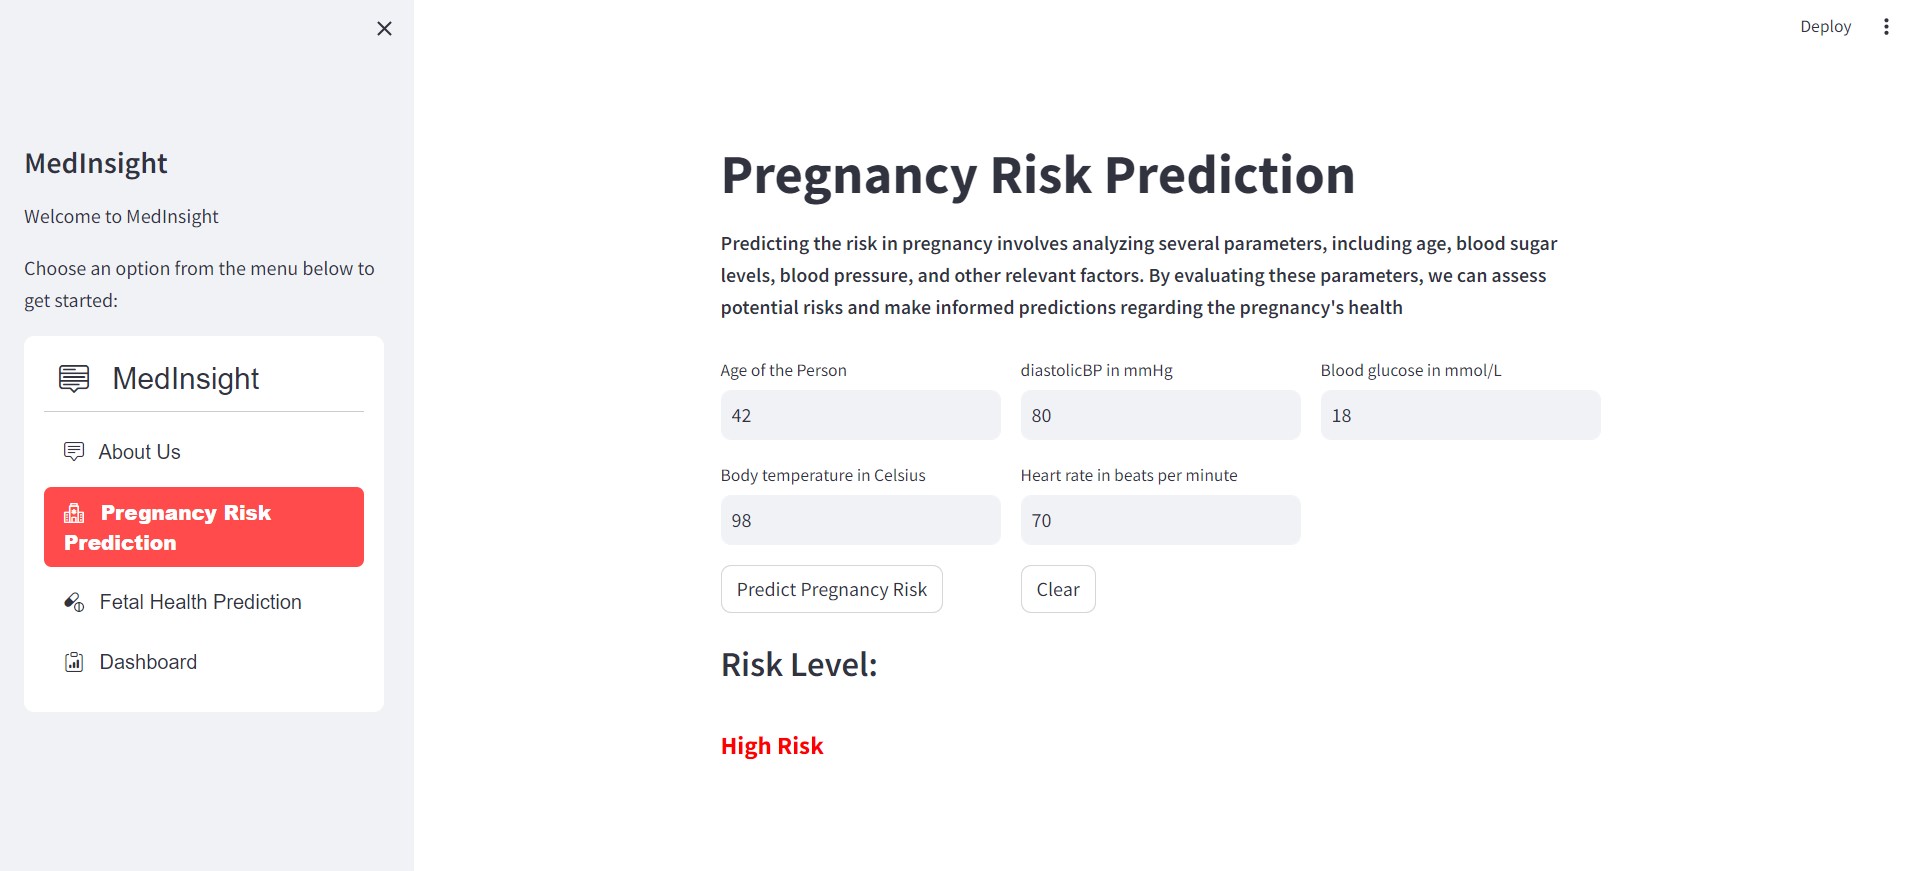 Deploy
MedInsight
Welcome to MedInsight
Choose an option from the menu below to
get started:
MedInsight
About Us
Pregnancy Risk
Prediction
Fetal Health Prediction
Dashboard
Pregnancy Risk Prediction
Predicting the risk in pregnancy involves analyzing several parameters, including age, blood sugar
levels, blood pressure, and other relevant factors. By evaluating these parameters, we can assess
potential risks and make informed predictions regarding the pregnancy's health
Age of the Person
diastolicBP in mmHg
Blood glucose in mmol/L
42
80
18
Body temperature in Celsius
Heart rate in beats per minute
98
70
Predict Pregnancy Risk
Clear
Risk Level:
High Risk